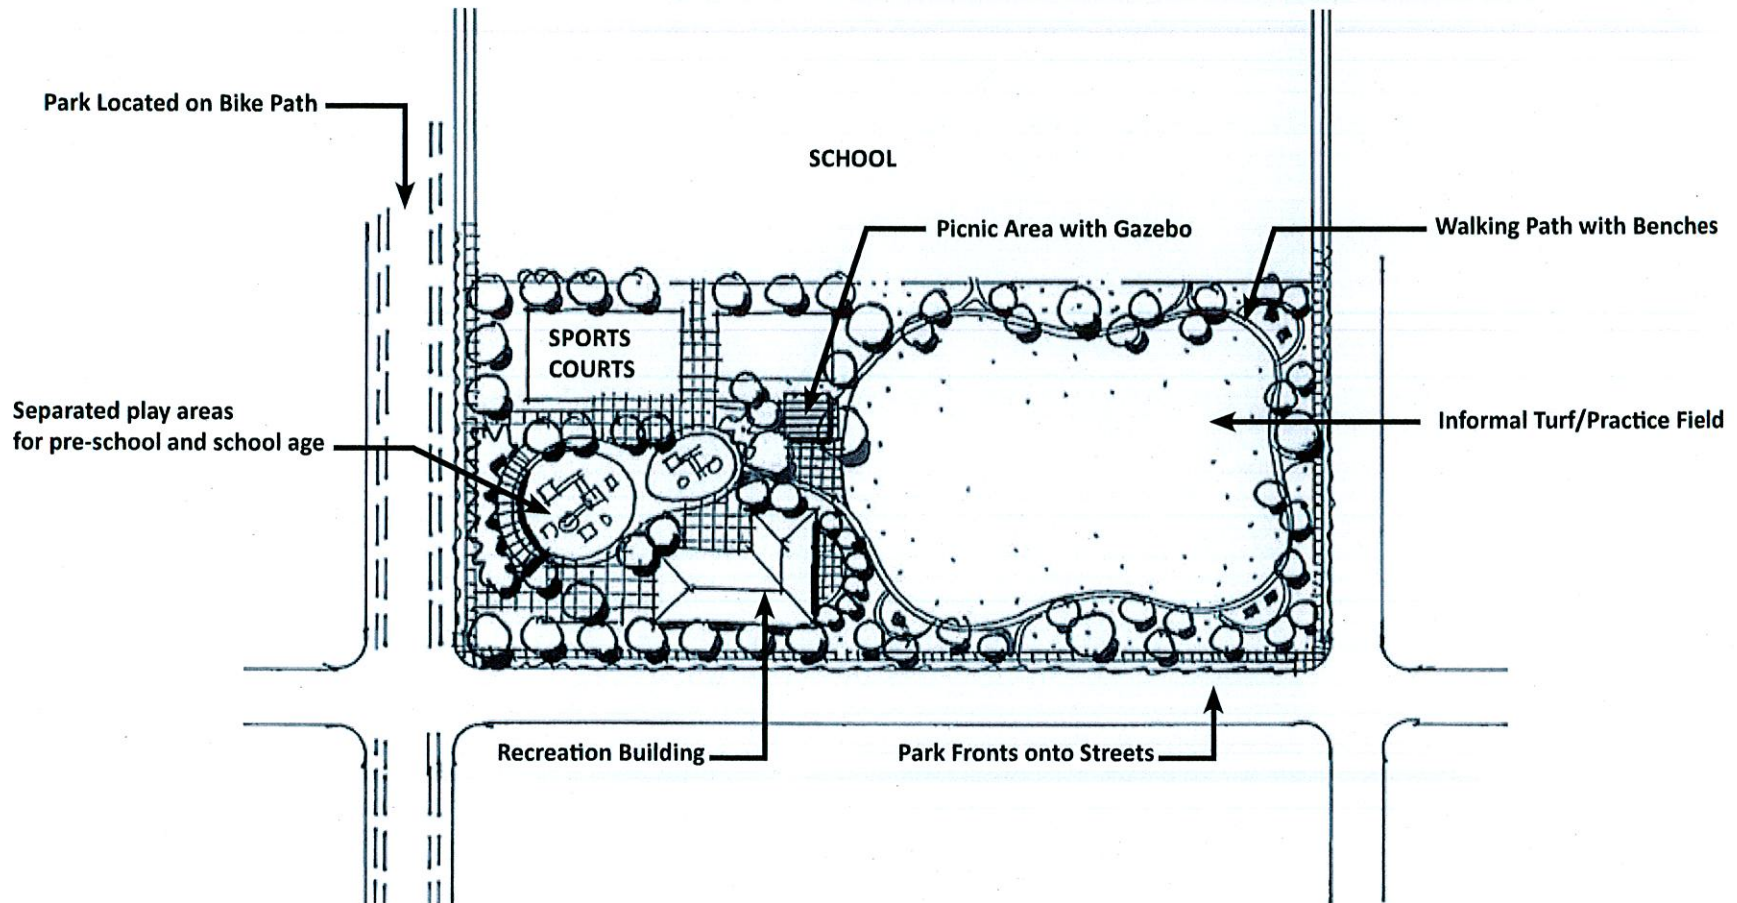 Park Located on Bike Path
SCHOOL
Picnic Area with Gazebo
Walking Path with Benches
SPORTS
COURTS
Separated play areas
for pre-school and school age
Informal Turf/Practice Field
Recreation Building
Park Fronts onto Streets